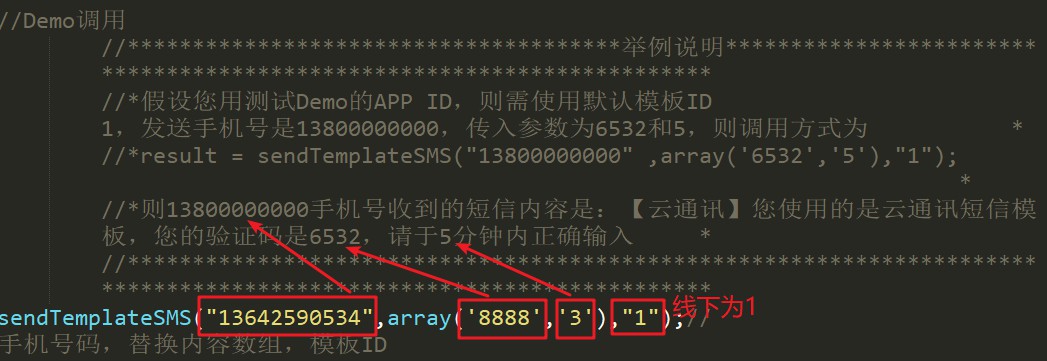 //Demo调用
//**************************************举例说明************************
***********************************************
//*假设您用测试Demo的APP ID，则需使用默认模板ID
1，发送手机号是13800000000，传入参数为6532和5，则调用方式为 *
//*result = sendTemplateSMS("13800000000" ,array('6532','5'),"1");
*
//*则13800000000手机号收到的短信内容是：【云通讯】您使用的是云通讯短信模
板，您的验证码是6532，请于5分钟内正确输入 *
//**********************************************************************
***********************************************
sendTemplateSMS("13642590534",array('8888','3'),"1");//
线下为1
手机号码，替换内容数组，模板ID